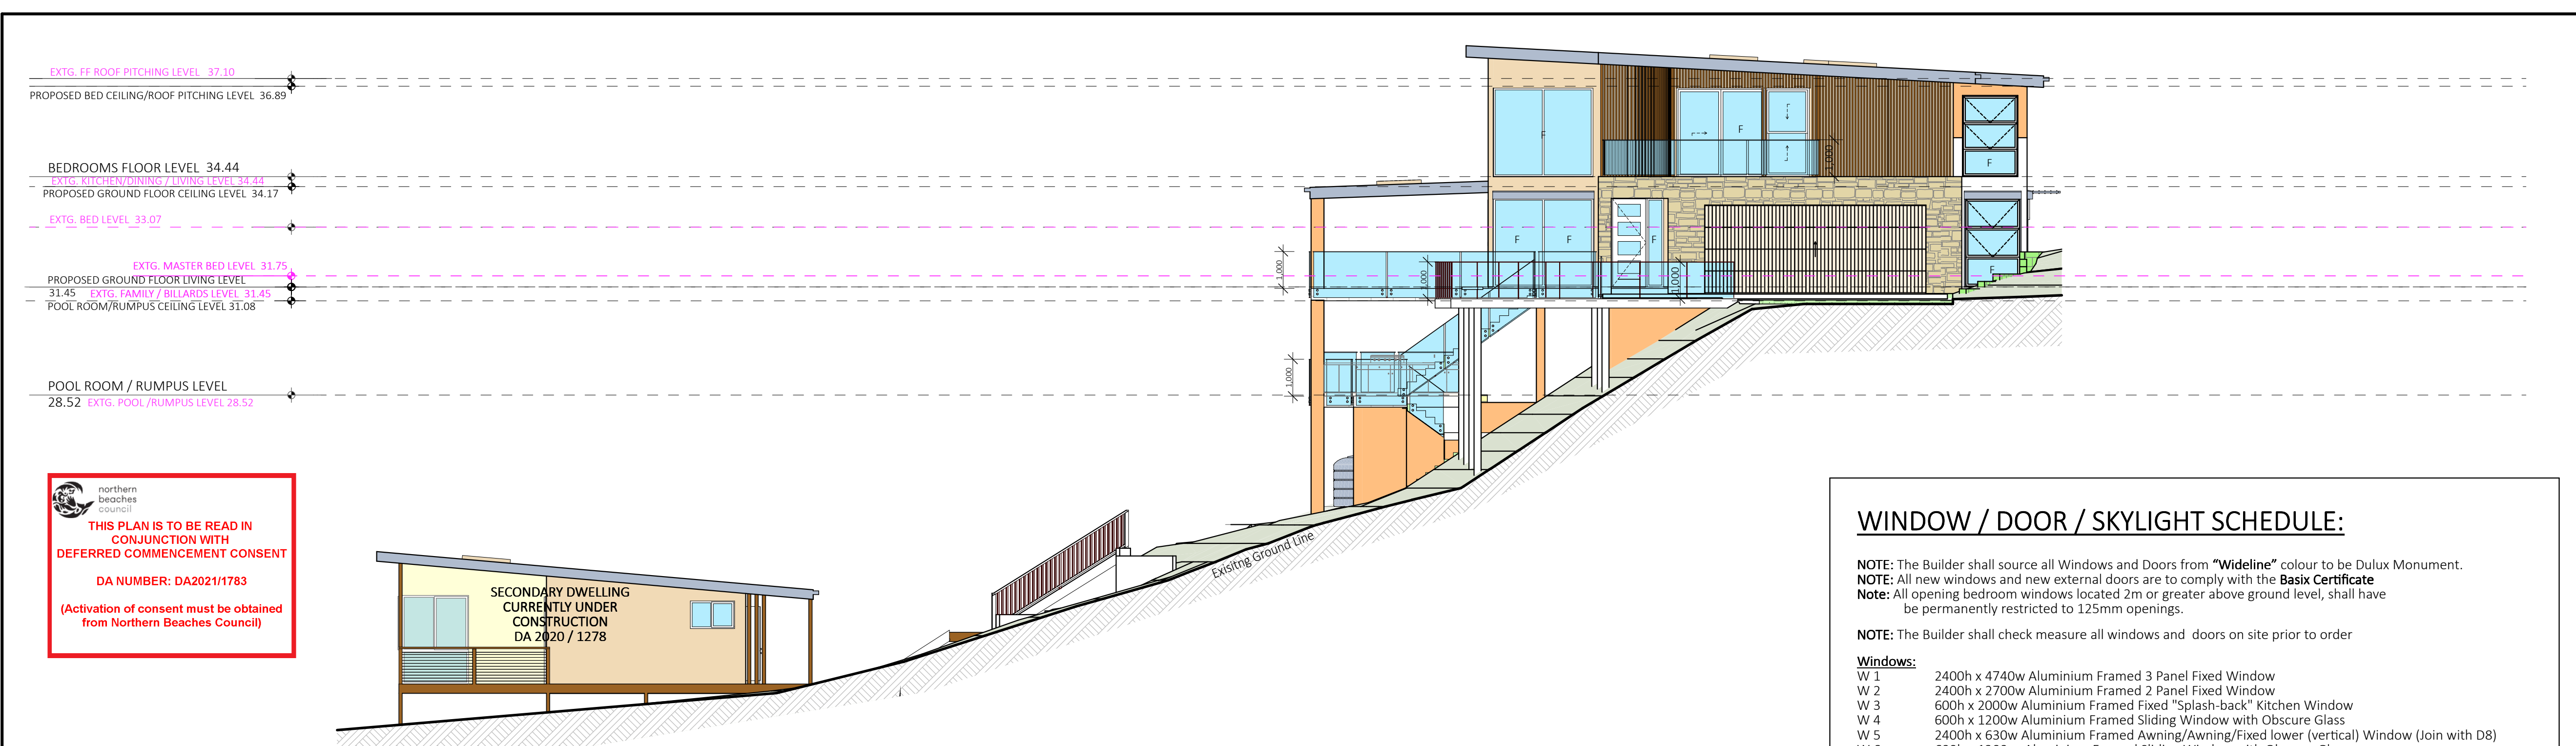 EXTG. FF ROOF PITCHING LEVEL 37.10
PROPOSED BED CEILING/ROOF PITCHING LEVEL 36.89
BEDROOMS FLOOR LEVEL 34.44
EXTG. KITCHEN/DINING / LIVING LEVEL 34.44
PROPOSED GROUND FLOOR CEILING LEVEL 34.17
EXTG. BED LEVEL 33.07
EXTG. MASTER BED LEVEL 31.75
PROPOSED GROUND FLOOR LIVING LEVEL
31.45 EXTG. FAMILY / BILLARDS LEVEL 31.45
POOL ROOM/RUMPUS CEILING LEVEL 31.08
POOL ROOM / RUMPUS LEVEL
28.52 EXTG. POOL /RUMPUS LEVEL 28.52
F
F
F
1,000
F
F
F
F
1,000
1,000
1,000
1,000
northern
beaches
council
THIS PLAN IS TO BE READ IN
CONJUNCTION WITH
DEFERRED COMMENCEMENT CONSENT
DA NUMBER: DA2021/1783
(Activation of consent must be obtained
from Northern Beaches Council)
SECONDARY DWELLING
CURRENTLY UNDER
CONSTRUCTION
DA 2020 / 1278
Exisitng Ground Line
WINDOW / DOOR / SKYLIGHT SCHEDULE:
NOTE: The Builder shall source all Windows and Doors from "Wideline" colour to be Dulux Monument.
NOTE: All new windows and new external doors are to comply with the Basix Certificate
Note: All opening bedroom windows located 2m or greater above ground level, shall have
be permanently restricted to 125mm openings.
NOTE: The Builder shall check measure all windows and doors on site prior to order
Windows:
W 1 2400h x 4740w Aluminium Framed 3 Panel Fixed Window
W 2 2400h x 2700w Aluminium Framed 2 Panel Fixed Window
W 3 600h x 2000w Aluminium Framed Fixed "Splash-back" Kitchen Window
W 4 600h x 1200w Aluminium Framed Sliding Window with Obscure Glass
W 5 2400h x 630w Aluminium Framed Awning/Awning/Fixed lower (vertical) Window (Join with D8)